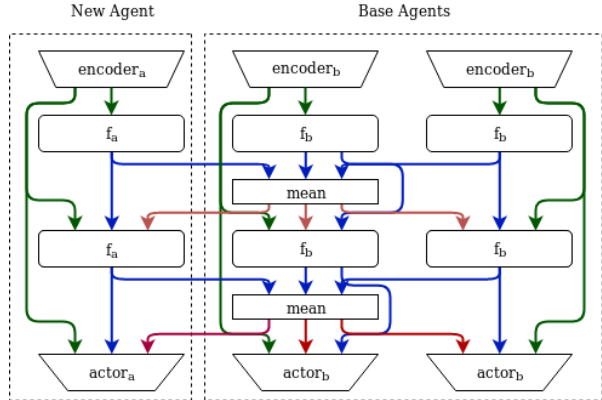 New Agent Base Agents
encoder_a encoder_b encoder_b
f_a f_b f_b
mean
f_a f_b f_b
mean
actor_a actor_b actor_b